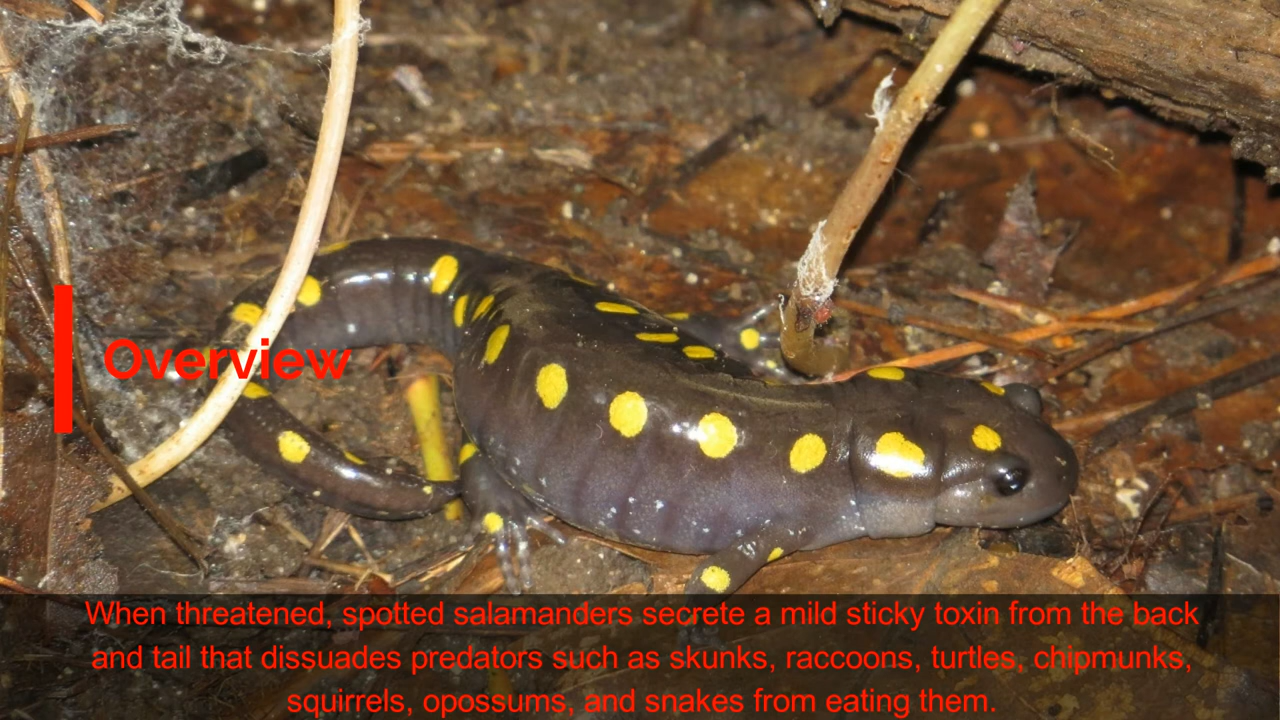 Overview
When threatened, spotted salamanders secrete a mild sticky toxin from the back
and tail that dissuades predators such as skunks, raccoons, turtles, chipmunks,
squirrels, opossums, and snakes from eating them.